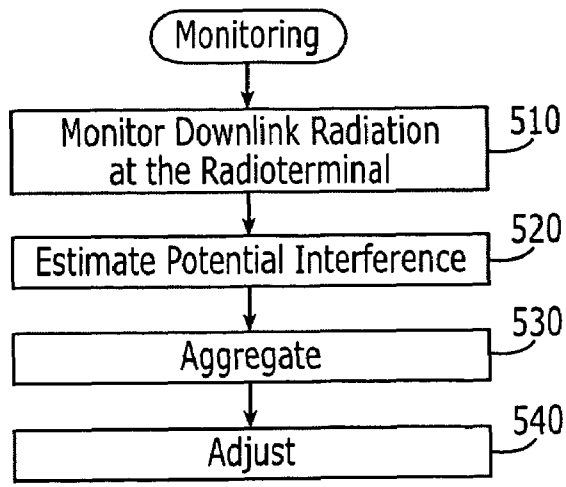 Monitoring
510
Monitor Downlink Radiation
at the Radioterminal
520
Estimate Potential Interference
530
Aggregate
540
Adjust